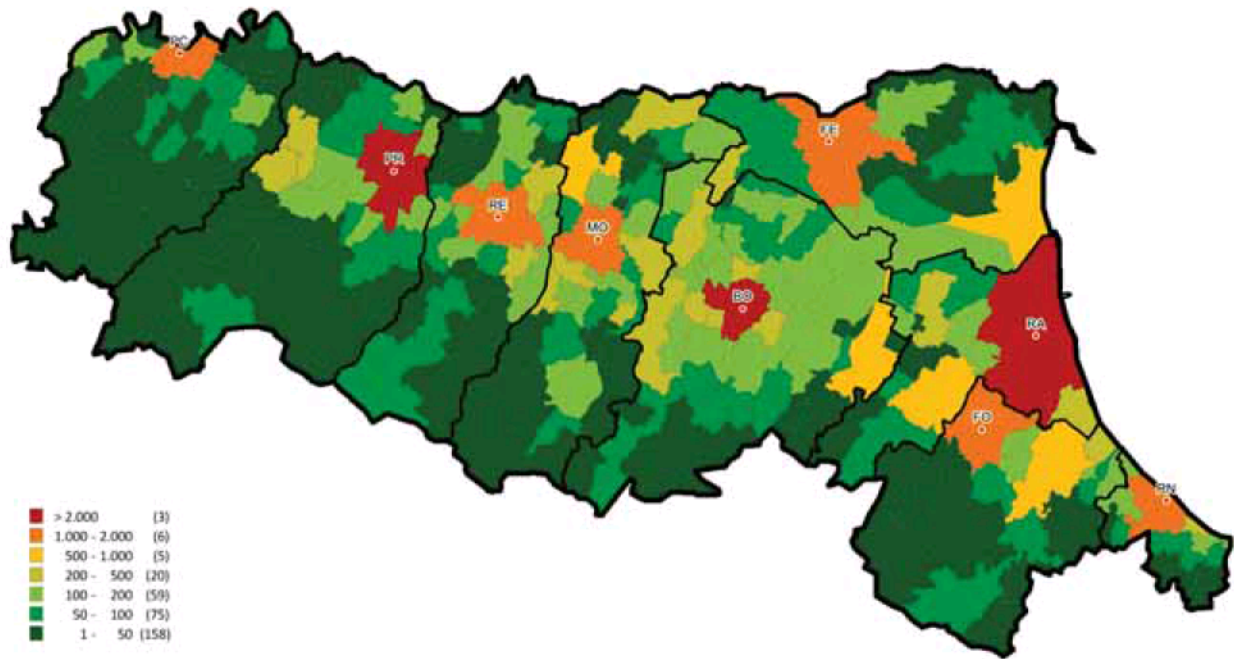 PC
FE
PR
RE
MO
BO
RA
FO
RN
> 2.000 (3)
1.000 - 2.000 (6)
500 - 1.000 (5)
200 - 500 (20)
100 - 200 (59)
50 - 100 (75)
1 - 50 (158)